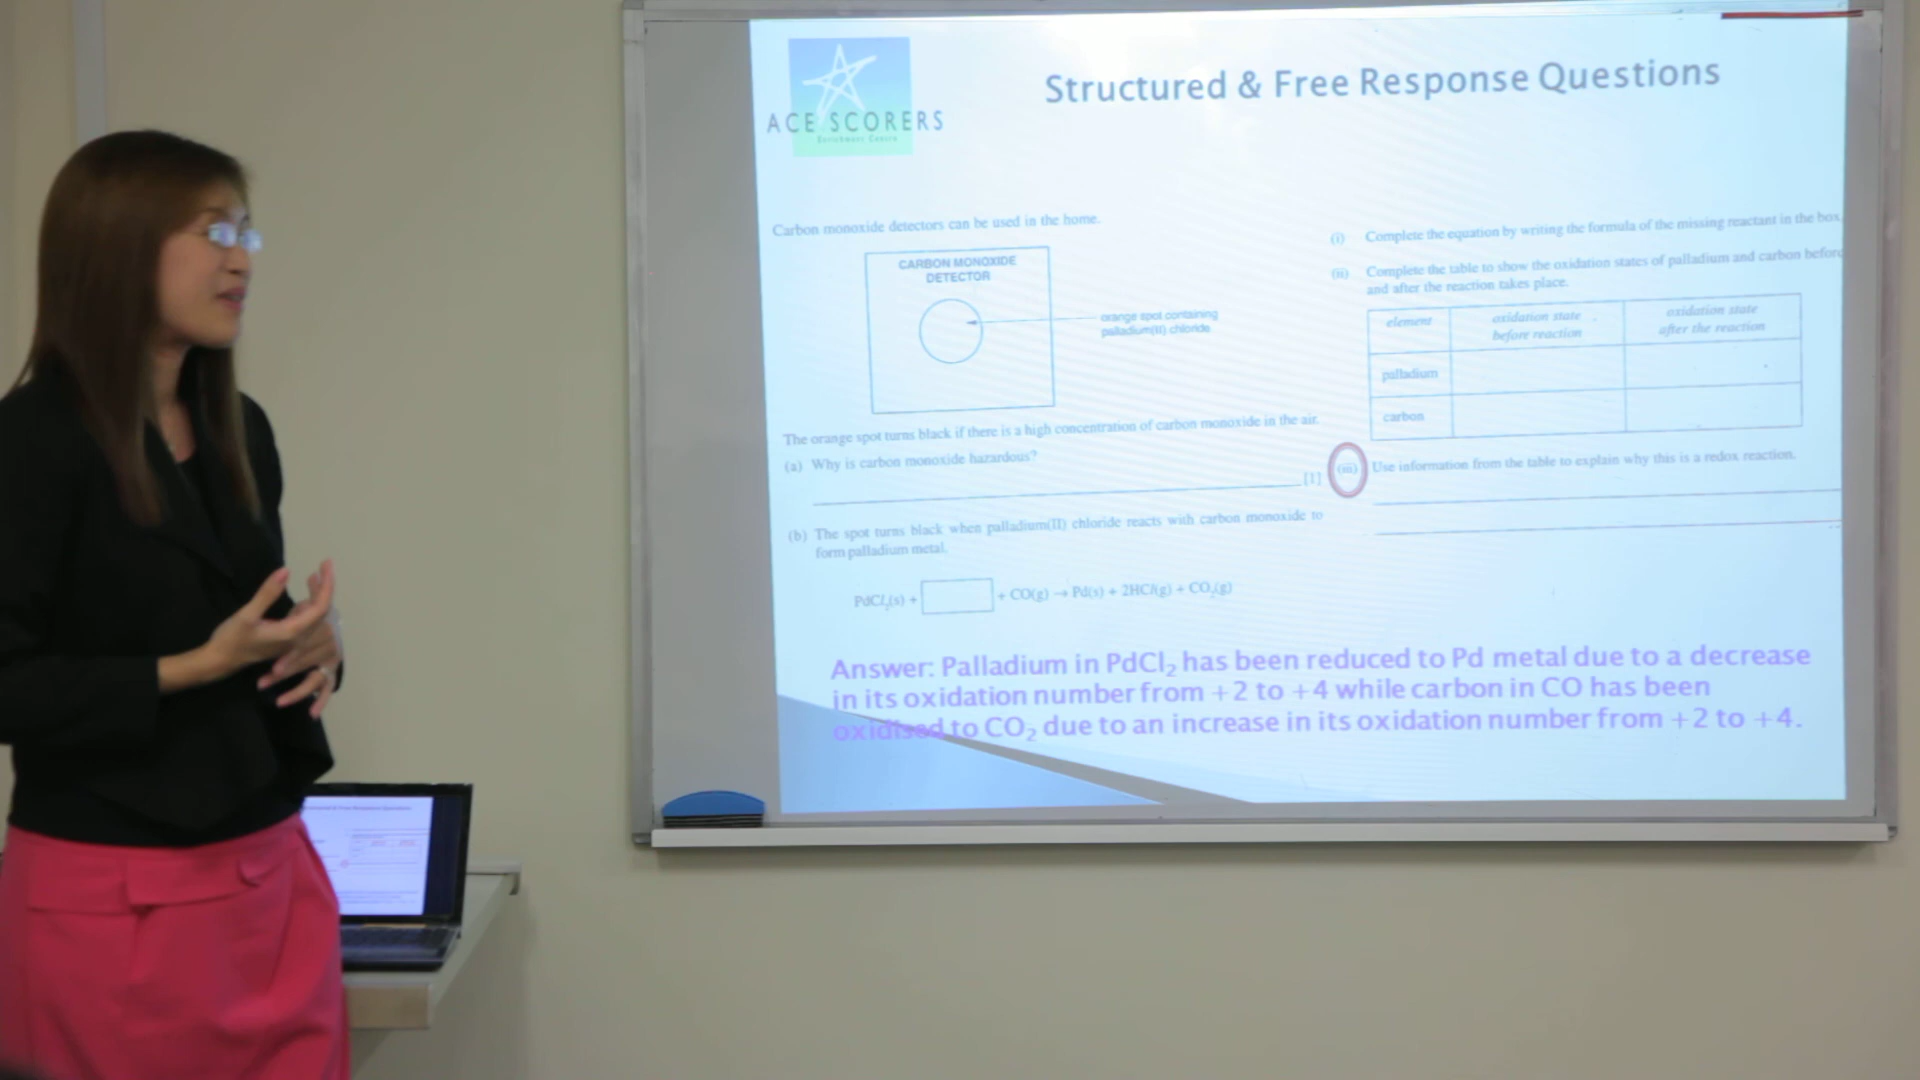 ACE SCORERS
Enrichment Centre
Structured & Free Response Questions
Carbon monoxide detectors can be used in the home.
CARBON MONOXIDE
DETECTOR
orange spot containing
palladium(II) chloride
The orange spot turns black if there is a high concentration of carbon monoxide in the air.
(a) Why is carbon monoxide hazardous?
[1]
(b) The spot turns black when palladium(II) chloride reacts with carbon monoxide to
form palladium metal.
PdCl₂(s) + + CO(g) → Pd(s) + 2HCl(g) + CO₂(g)
(i) Complete the equation by writing the formula of the missing reactant in the box.
(ii) Complete the table to show the oxidation states of palladium and carbon before
and after the reaction takes place.
element oxidation state before reaction oxidation state after the reaction
palladium
carbon
(iii) Use information from the table to explain why this is a redox reaction.
Answer: Palladium in PdCl₂ has been reduced to Pd metal due to a decrease
in its oxidation number from +2 to +4 while carbon in CO has been
oxidised to CO₂ due to an increase in its oxidation number from +2 to +4.